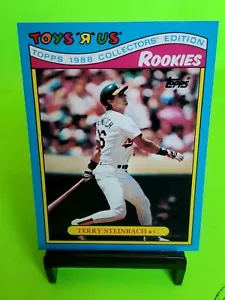 TOYS "R" US
TOPPS 1988 COLLECTORS' EDITION
ROOKIES
Topps
TERRY STEINBACH ★ C